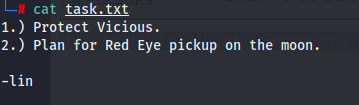 └─# cat task.txt
1.) Protect Vicious.
2.) Plan for Red Eye pickup on the moon.
-lin